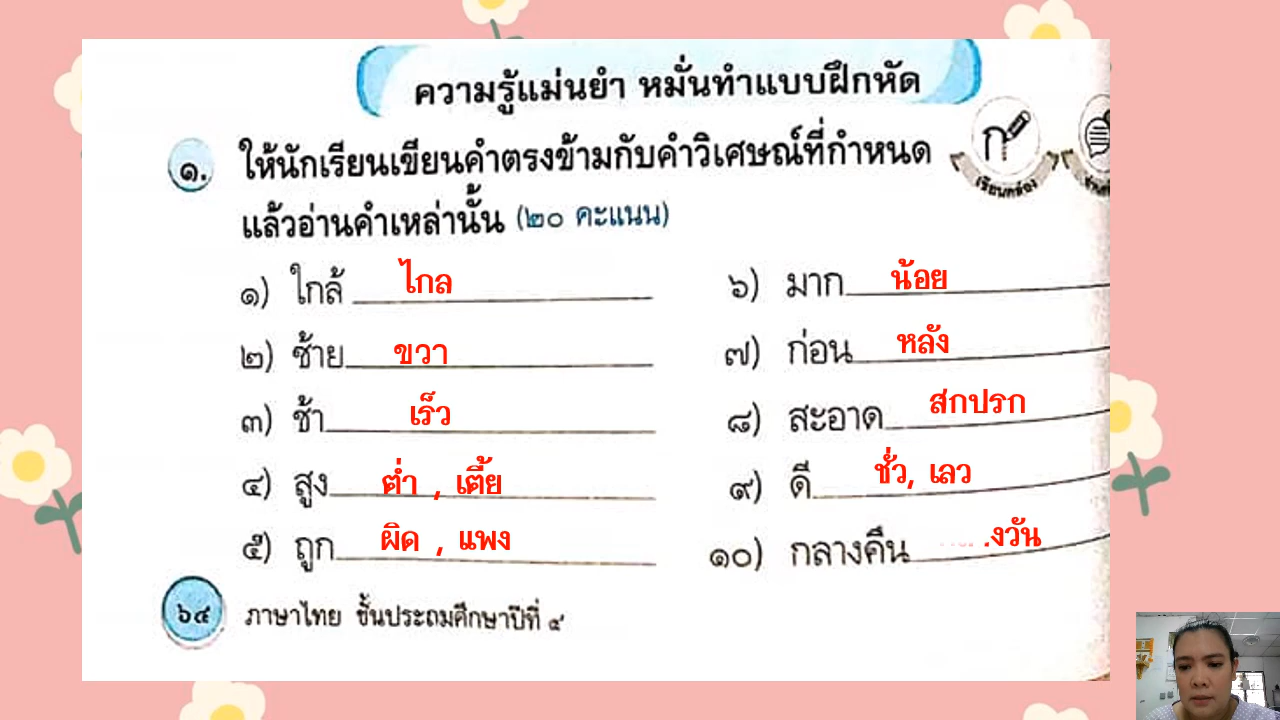 ความรู้แม่นยำ หมั่นทำแบบฝึกหัด
๑. ให้นักเรียนเขียนคำตรงข้ามกับคำวิเศษณ์ที่กำหนด
แล้วอ่านคำเหล่านั้น (๒๐ คะแนน)
ก
เรียนคล่อง
๑) ใกล้ ไกล
๒) ซ้าย ขวา
๓) ช้า เร็ว
๔) สูง ต่ำ , เตี้ย
๕) ถูก ผิด , แพง
๖) มาก น้อย
๗) ก่อน หลัง
๘) สะอาด สกปรก
๙) ดี ชั่ว, เลว
๑๐) กลางคืน งวัน
๖๔ ภาษาไทย ชั้นประถมศึกษาปีที่ ๔